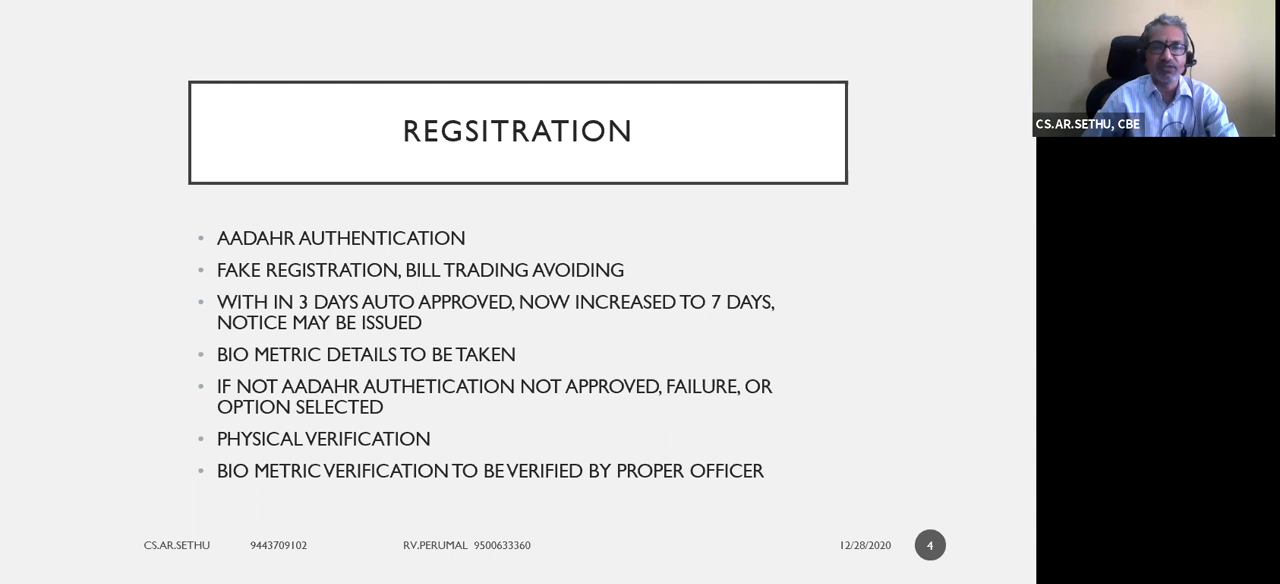 REGSITRATION
• AADAHR AUTHENTICATION
• FAKE REGISTRATION, BILL TRADING AVOIDING
• WITH IN 3 DAYS AUTO APPROVED, NOW INCREASED TO 7 DAYS,
NOTICE MAY BE ISSUED
• BIO METRIC DETAILS TO BE TAKEN
• IF NOT AADAHR AUTHETICATION NOT APPROVED, FAILURE, OR
OPTION SELECTED
• PHYSICAL VERIFICATION
• BIO METRIC VERIFICATION TO BE VERIFIED BY PROPER OFFICER
CS.AR.SETHU 9443709102 RV.PERUMAL 9500633360 12/28/2020 4
CS.AR.SETHU, CBE